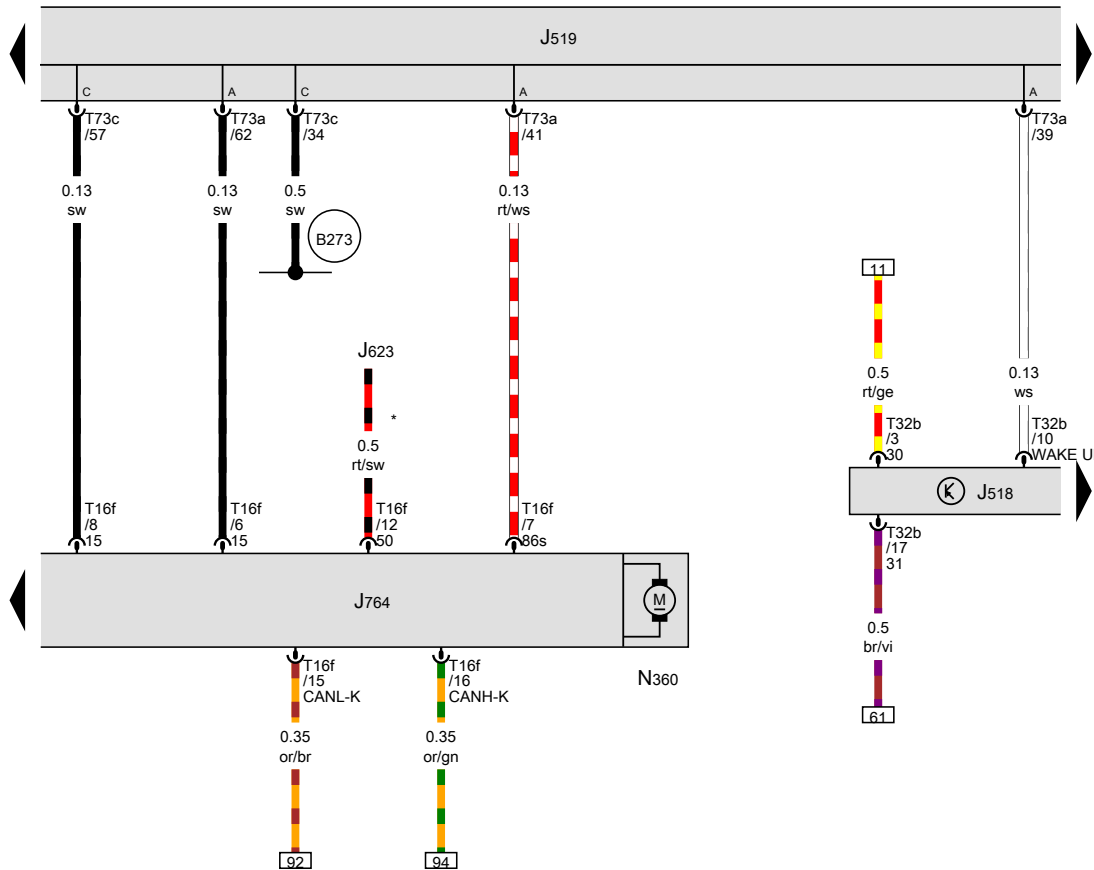 J519
C
A
C
A
A
T73c
/57
T73a
/62
T73c
/34
T73a
/41
T73a
/39
0.13
sw
0.13
sw
0.5
sw
0.13
rt/ws
B273
11
J623
*
0.5
rt/sw
0.5
rt/ge
0.13
ws
T32b
/3
30
T32b
/10
WAKE U
J518
T16f
/8
15
T16f
/6
15
T16f
/12
50
T16f
/7
86s
T32b
/17
31
J764
M
N360
0.5
br/vi
T16f
/15
CANL-K
T16f
/16
CANH-K
61
0.35
or/br
0.35
or/gn
92
94